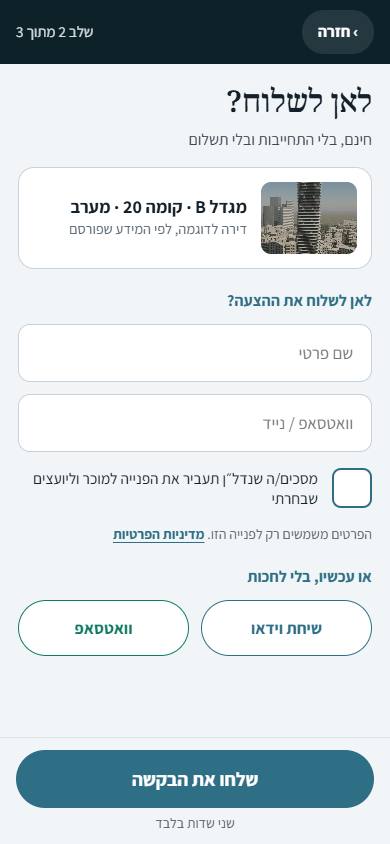 ‹ חזרה
שלב 2 מתוך 3
לאן לשלוח?
חינם, בלי התחייבות ובלי תשלום
מגדל B · קומה 20 · מערב
דירה לדוגמה, לפי המידע שפורסם
לאן לשלוח את ההצעה?
שם פרטי
וואטסאפ / נייד
מסכים/ה שנדל״ן תעביר את הפנייה למוכר וליועצים
שבחרתי
הפרטים משמשים רק לפנייה הזו. מדיניות הפרטיות
או עכשיו, בלי לחכות
שיחת וידאו
וואטסאפ
שלחו את הבקשה
שני שדות בלבד